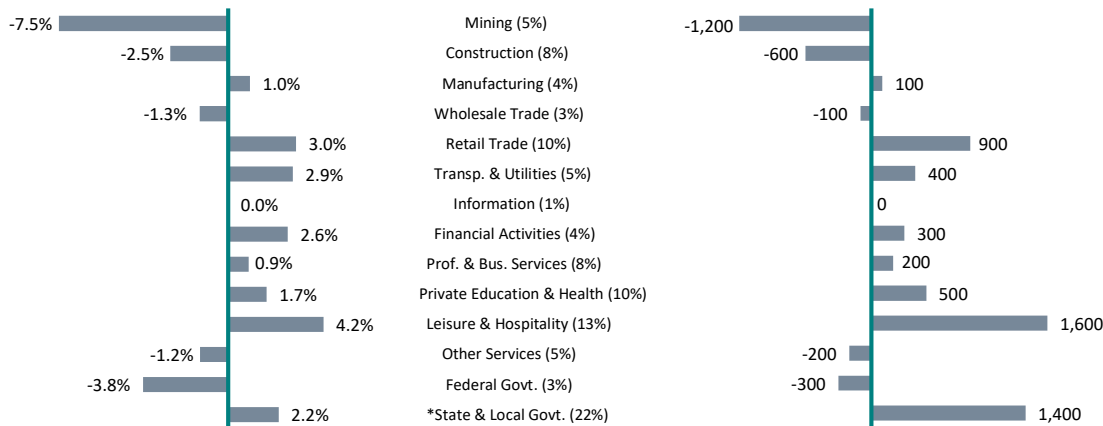 -7.5% Mining (5%) -1,200
-2.5% Construction (8%) -600
1.0% Manufacturing (4%) 100
-1.3% Wholesale Trade (3%) -100
3.0% Retail Trade (10%) 900
2.9% Transp. & Utilities (5%) 400
0.0% Information (1%) 0
2.6% Financial Activities (4%) 300
0.9% Prof. & Bus. Services (8%) 200
1.7% Private Education & Health (10%) 500
4.2% Leisure & Hospitality (13%) 1,600
-1.2% Other Services (5%) -200
-3.8% Federal Govt. (3%) -300
2.2% *State & Local Govt. (22%) 1,400